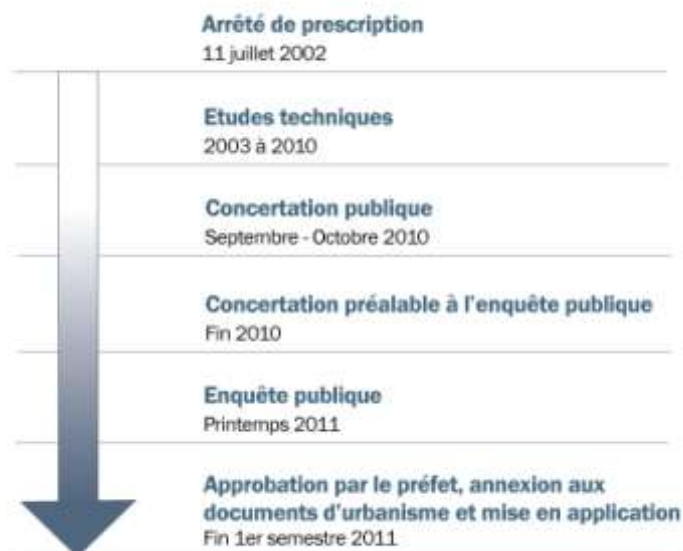 Arrêté de prescription
11 juillet 2002
Etudes techniques
2003 à 2010
Concertation publique
Septembre - Octobre 2010
Concertation préalable à l'enquête publique
Fin 2010
Enquête publique
Printemps 2011
Approbation par le préfet, annexion aux
documents d'urbanisme et mise en application
Fin 1er semestre 2011